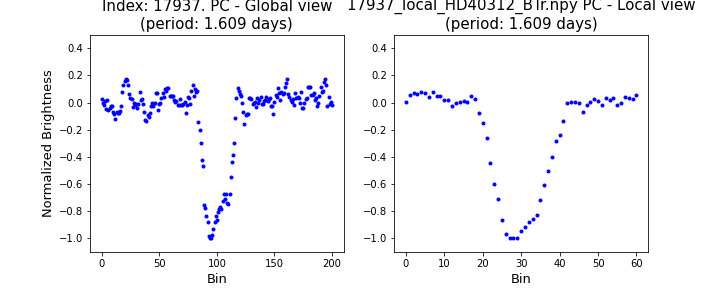 Index: 17937. PC - Global view
(period: 1.609 days)
17937_local_HD40312_BTr.npy PC - Local view
(period: 1.609 days)
Normalized Brightness
0.4
0.2
0.0
−0.2
−0.4
−0.6
−0.8
−1.0
0 50 100 150 200
Bin
0.4
0.2
0.0
−0.2
−0.4
−0.6
−0.8
−1.0
0 10 20 30 40 50 60
Bin